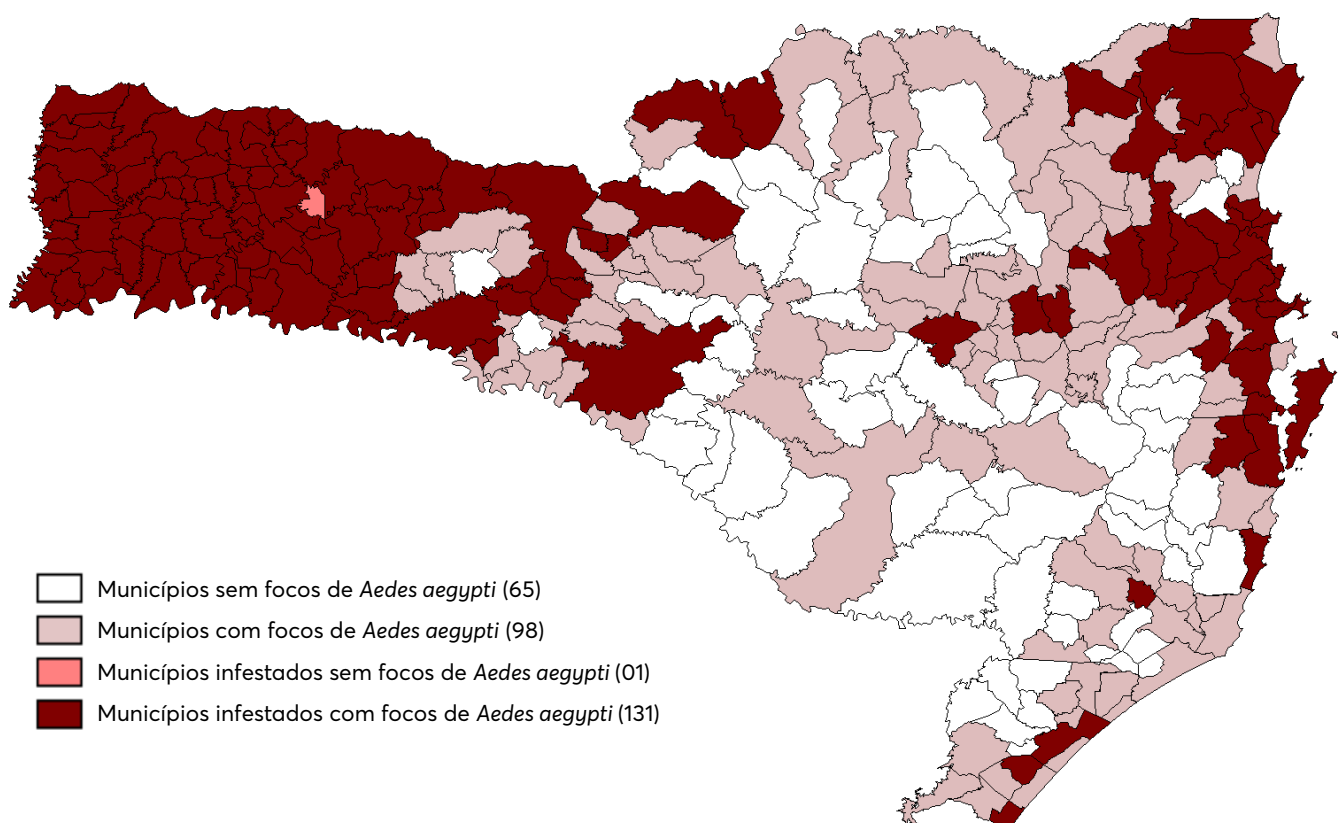 Municípios sem focos de Aedes aegypti (65)
Municípios com focos de Aedes aegypti (98)
Municípios infestados sem focos de Aedes aegypti (01)
Municípios infestados com focos de Aedes aegypti (131)